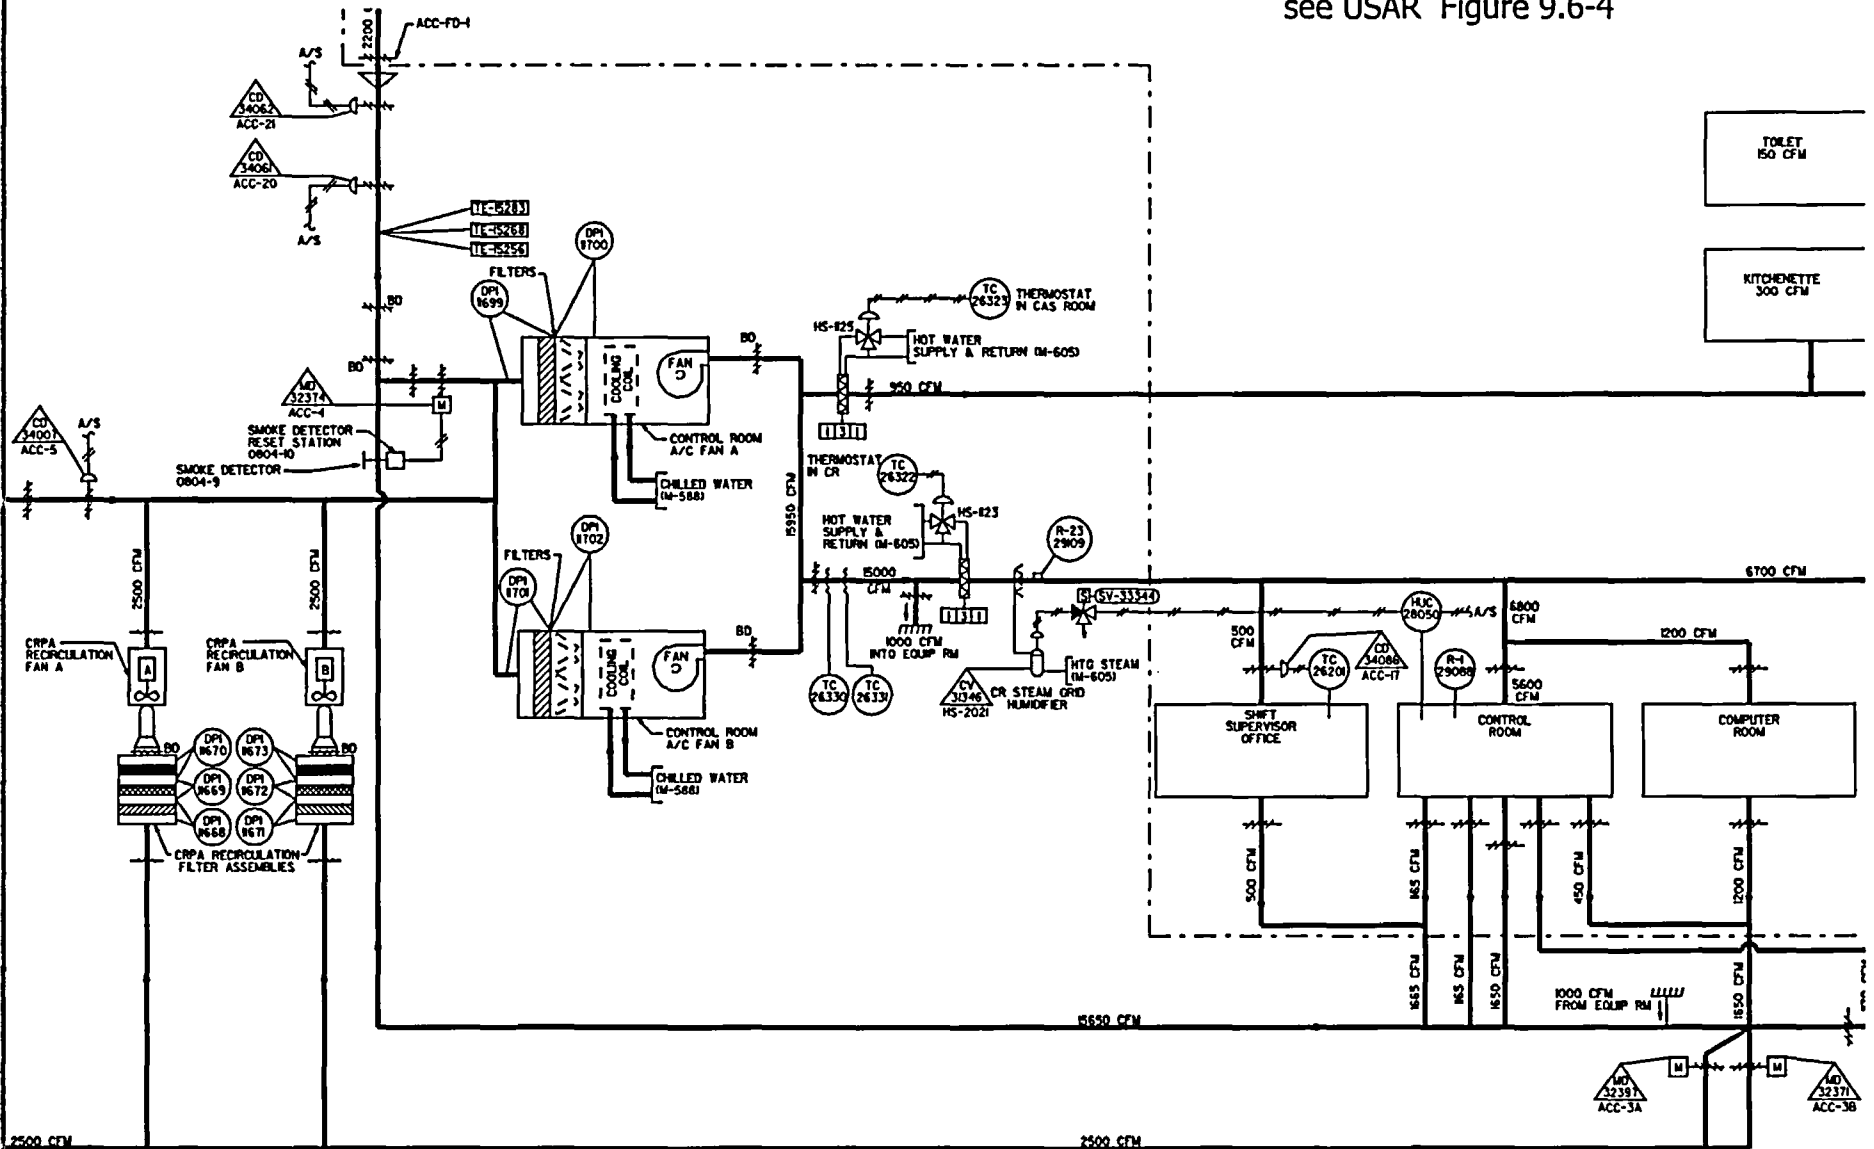 see USAR Figure 9.6-4
2200
ACC-FD-1
A/S
CD
34062
ACC-21
CD
34061
ACC-20
A/S
TE-15283
TE-15268
TE-15256
TOILET
150 CFM
KITCHENETTE
300 CFM
DPI
11700
FILTERS
DPI
11699
BD
BD
TC
26323
THERMOSTAT
IN CAS ROOM
HS-1125
HOT WATER
SUPPLY & RETURN (M-605)
BD
COOLING
COIL
FAN
950 CFM
1 3 1
MD
32374
ACC-4
M
SMOKE DETECTOR
RESET STATION
0804-10
SMOKE DETECTOR
0804-9
CD
34007
ACC-5
A/S
CONTROL ROOM
A/C FAN A
CHILLED WATER
(M-588)
THERMOSTAT
IN CR
TC
26322
15950 CFM
HS-1123
HOT WATER
SUPPLY &
RETURN (M-605)
R-23
29109
DPI
11702
FILTERS
DPI
11701
15000
CFM
6700 CFM
1 3 1
1000 CFM
INTO EQUIP RM
S
SV-33344
HUC
28050
A/S
6800
CFM
500
CFM
1200 CFM
2500 CFM
2500 CFM
CRPA
RECIRCULATION
FAN A
A
CRPA
RECIRCULATION
FAN B
B
BD
COOLING
COIL
FAN
TC
26330
TC
26331
CV
31346
HS-2021
CR STEAM GRID
HUMIDIFIER
HTG STEAM
(M-605)
TC
26201
CD
34086
ACC-17
R-1
29088
5600
CFM
SHIFT
SUPERVISOR
OFFICE
CONTROL
ROOM
COMPUTER
ROOM
CONTROL ROOM
A/C FAN B
CHILLED WATER
(M-588)
DPI
11670
DPI
11673
BD
DPI
11669
DPI
11672
DPI
11668
DPI
11671
CRPA RECIRCULATION
FILTER ASSEMBLIES
500 CFM
1165 CFM
450 CFM
1200 CFM
1665 CFM
1165 CFM
1650 CFM
1000 CFM
FROM EQUIP RM
1650 CFM
15650 CFM
M
M
MD
32397
ACC-3A
MD
32371
ACC-3B
2500 CFM
2500 CFM